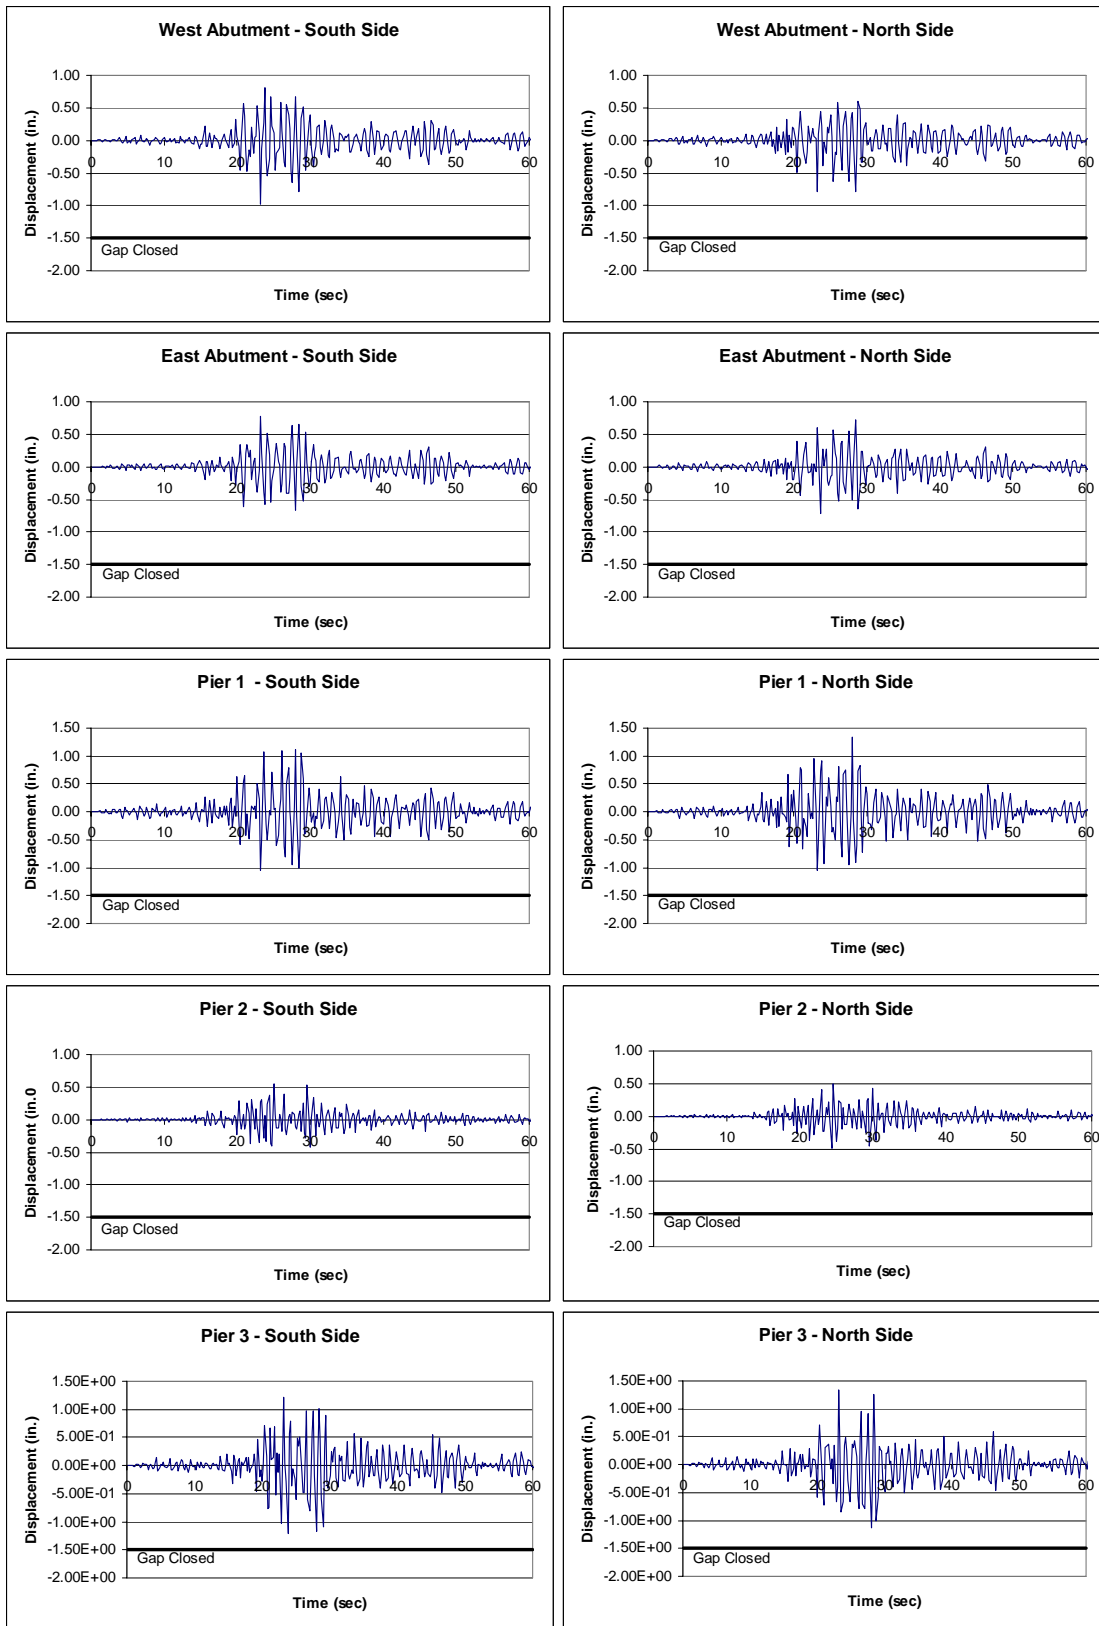 West Abutment - South Side
1.00
0.50
0.00
-0.50
-1.00
-1.50
-2.00
0 10 20 30 40 50 60
Displacement (in.)
Gap Closed
Time (sec)
West Abutment - North Side
1.00
0.50
0.00
-0.50
-1.00
-1.50
-2.00
0 10 20 30 40 50 60
Displacement (in.)
Gap Closed
Time (sec)
East Abutment - South Side
1.00
0.50
0.00
-0.50
-1.00
-1.50
-2.00
0 10 20 30 40 50 60
Displacement (in.)
Gap Closed
Time (sec)
East Abutment - North Side
1.00
0.50
0.00
-0.50
-1.00
-1.50
-2.00
0 10 20 30 40 50 60
Displacement (in.)
Gap Closed
Time (sec)
Pier 1  - South Side
1.50
1.00
0.50
0.00
-0.50
-1.00
-1.50
-2.00
0 10 20 30 40 50 60
Displacement (in.)
Gap Closed
Time (sec)
Pier 1 - North Side
1.50
1.00
0.50
0.00
-0.50
-1.00
-1.50
-2.00
0 10 20 30 40 50 60
Displacement (in.)
Gap Closed
Time (sec)
Pier 2 - South Side
1.00
0.50
0.00
-0.50
-1.00
-1.50
-2.00
0 10 20 30 40 50 60
Displacement (in.0
Gap Closed
Time (sec)
Pier 2 - North Side
1.00
0.50
0.00
-0.50
-1.00
-1.50
-2.00
0 10 20 30 40 50 60
Displacement (in.)
Gap Closed
Time (sec)
Pier 3 - South Side
1.50E+00
1.00E+00
5.00E-01
0.00E+00
-5.00E-01
-1.00E+00
-1.50E+00
-2.00E+00
0 10 20 30 40 50 60
Displacement (in.)
Gap Closed
Time (sec)
Pier 3 - North Side
1.50E+00
1.00E+00
5.00E-01
0.00E+00
-5.00E-01
-1.00E+00
-1.50E+00
-2.00E+00
0 10 20 30 40 50 60
Displacement (in.)
Gap Closed
Time (sec)